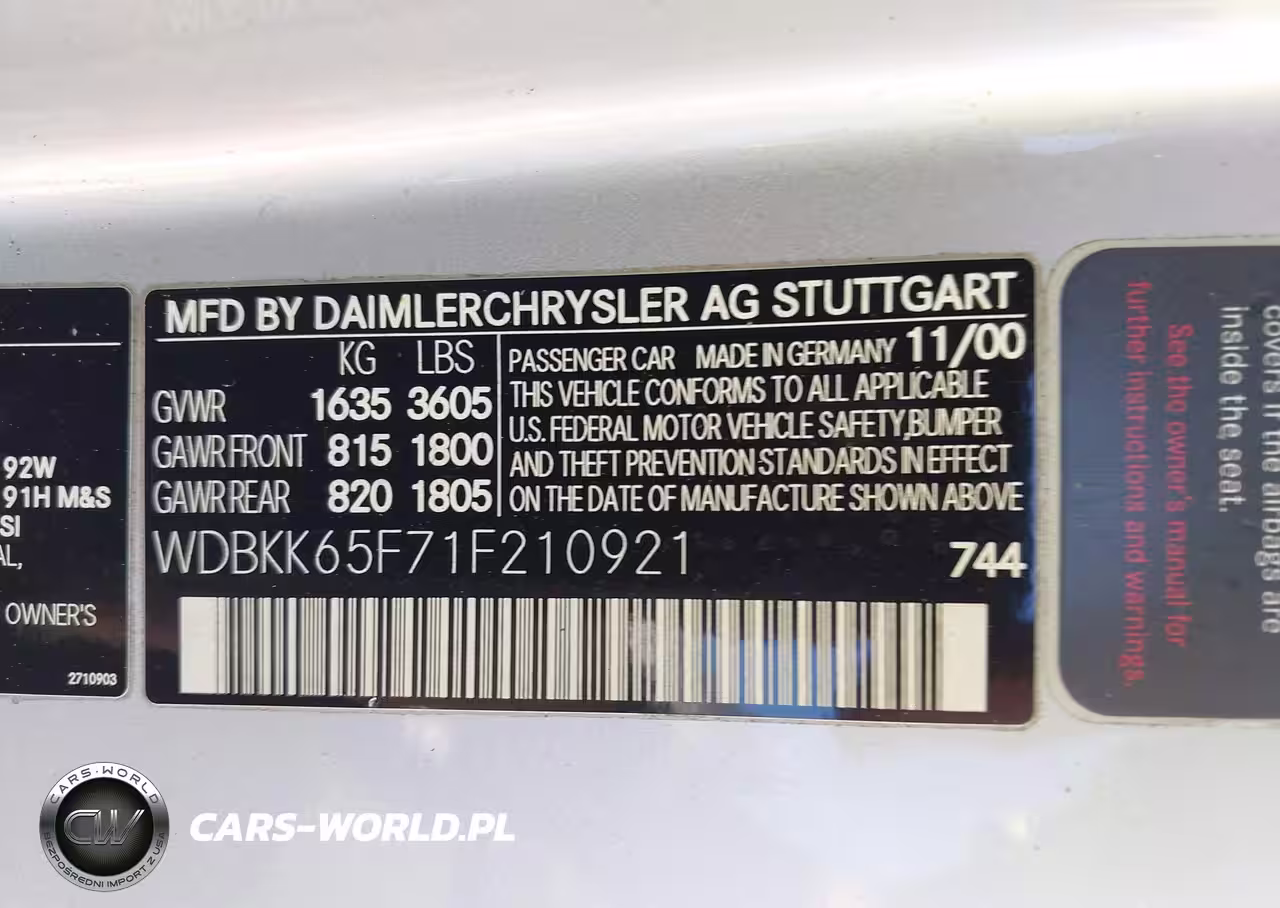 MFD BY DAIMLERCHRYSLER AG STUTTGART
KG LBS
GVWR 1635 3605
GAWR FRONT 815 1800
GAWR REAR 820 1805
PASSENGER CAR MADE IN GERMANY 11/00
THIS VEHICLE CONFORMS TO ALL APPLICABLE
U.S. FEDERAL MOTOR VEHICLE SAFETY,BUMPER
AND THEFT PREVENTION STANDARDS IN EFFECT
ON THE DATE OF MANUFACTURE SHOWN ABOVE
WDBKK65F71F210921 744
92W
91H M&S
SI
AL,
OWNER'S
2710903
covers if the airbags are
inside the seat.
See the owner's manual for
further instructions and warnings.
CARS-WORLD
CW
BEZPOŚREDNI IMPORT Z USA
CARS-WORLD.PL